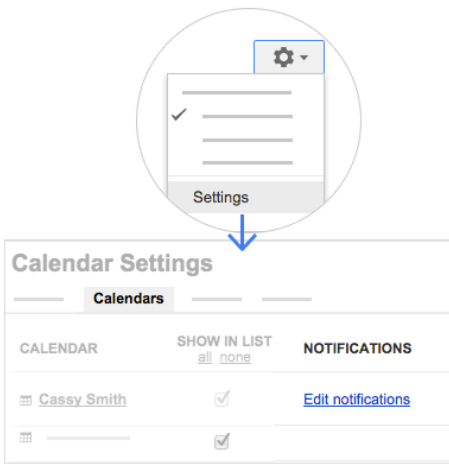 Settings
Calendar Settings
Calendars
CALENDAR
SHOW IN LIST
all none
NOTIFICATIONS
Cassy Smith
Edit notifications